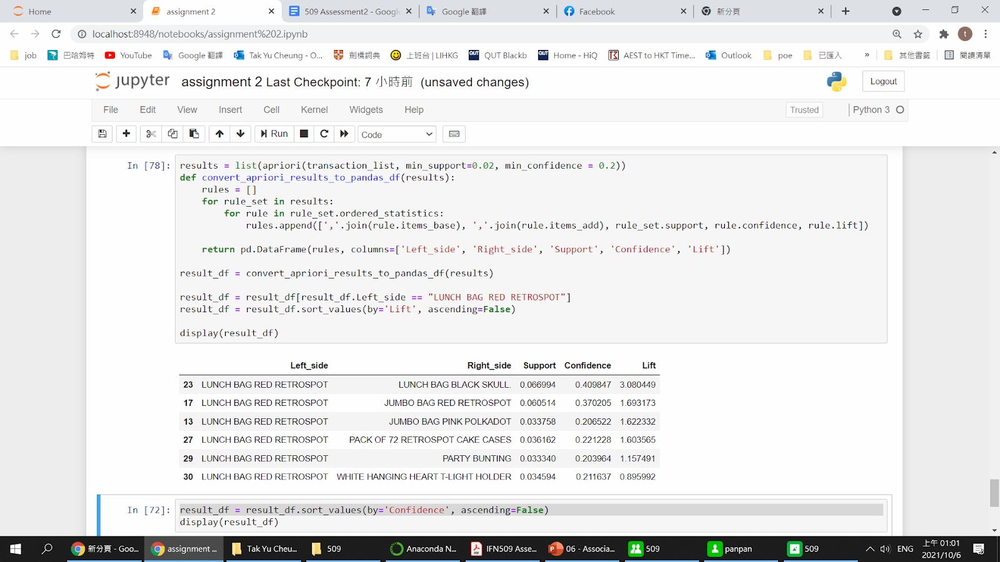 Home
assignment 2
509 Assessment2 - Google
Google 翻譯
Facebook
新分頁
localhost:8948/notebooks/assignment%202.ipynb
t
job
巴哈姆特
YouTube
Google 翻譯
Tak Yu Cheung - O...
劍橋詞典
上班台 | LIHKG
QUT Blackb
Home - HiQ
AEST to HKT Time...
Outlook
poe
已匯入
»
其他書籤
閱讀清單
jupyter assignment 2 Last Checkpoint: 7 小時前 (unsaved changes)
Logout
File Edit View Insert Cell Kernel Widgets Help
Trusted
Python 3
Run
Code
In [78]:
results = list(apriori(transaction_list, min_support=0.02, min_confidence = 0.2))
def convert_apriori_results_to_pandas_df(results):
    rules = []
    for rule_set in results:
        for rule in rule_set.ordered_statistics:
            rules.append([','.join(rule.items_base), ','.join(rule.items_add), rule_set.support, rule.confidence, rule.lift])
    return pd.DataFrame(rules, columns=['Left_side', 'Right_side', 'Support', 'Confidence', 'Lift'])
result_df = convert_apriori_results_to_pandas_df(results)
result_df = result_df[result_df.Left_side == "LUNCH BAG RED RETROSPOT"]
result_df = result_df.sort_values(by='Lift', ascending=False)
display(result_df)
Left_side Right_side Support Confidence Lift
23 LUNCH BAG RED RETROSPOT LUNCH BAG BLACK SKULL. 0.066994 0.409847 3.080449
17 LUNCH BAG RED RETROSPOT JUMBO BAG RED RETROSPOT 0.060514 0.370205 1.693173
13 LUNCH BAG RED RETROSPOT JUMBO BAG PINK POLKADOT 0.033758 0.206522 1.622332
27 LUNCH BAG RED RETROSPOT PACK OF 72 RETROSPOT CAKE CASES 0.036162 0.221228 1.603565
29 LUNCH BAG RED RETROSPOT PARTY BUNTING 0.033340 0.203964 1.157491
30 LUNCH BAG RED RETROSPOT WHITE HANGING HEART T-LIGHT HOLDER 0.034594 0.211637 0.895992
In [72]:
result_df = result_df.sort_values(by='Confidence', ascending=False)
display(result_df)
新分頁 - Goo...
assignment ...
Tak Yu Cheu...
509
Anaconda N...
IFN509 Asse...
06 - Associa...
509
panpan
509
ENG
上午 01:01
2021/10/6